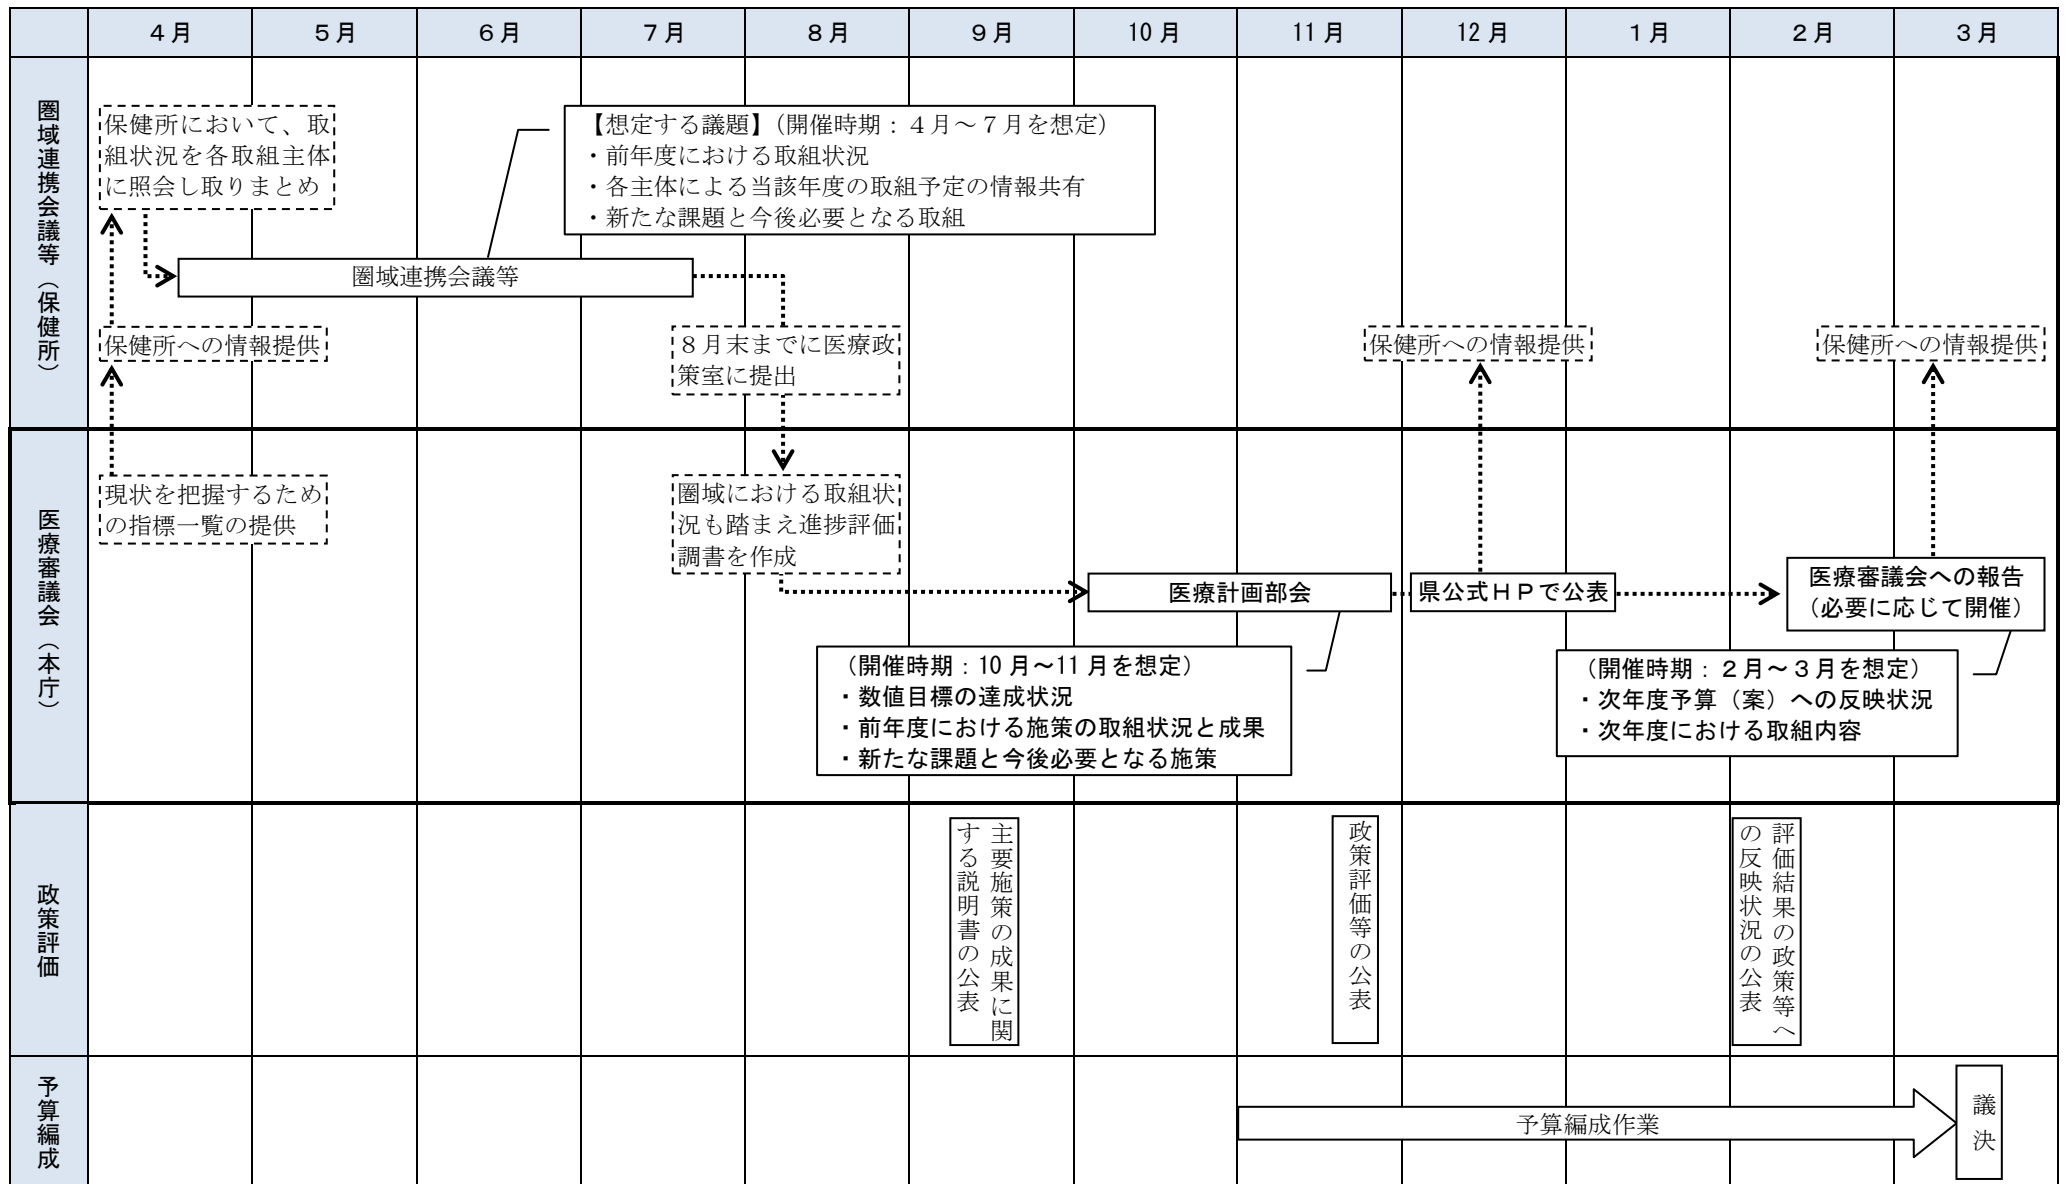 4月
5月
6月
7月
8月
9月
10月
11月
12月
1月
2月
3月
圏域連携会議等（保健所）
保健所において、取
組状況を各取組主体
に照会し取りまとめ
【想定する議題】（開催時期：４月～７月を想定）
・前年度における取組状況
・各主体による当該年度の取組予定の情報共有
・新たな課題と今後必要となる取組
圏域連携会議等
保健所への情報提供
８月末までに医療政
策室に提出
保健所への情報提供
保健所への情報提供
医療審議会（本庁）
現状を把握するため
の指標一覧の提供
圏域における取組状
況も踏まえ進捗評価
調書を作成
医療計画部会
県公式ＨＰで公表
医療審議会への報告
（必要に応じて開催）
（開催時期：10月～11月を想定）
・数値目標の達成状況
・前年度における施策の取組状況と成果
・新たな課題と今後必要となる施策
（開催時期：２月～３月を想定）
・次年度予算（案）への反映状況
・次年度における取組内容
政策評価
主要施策の成果に関
する説明書の公表
政策評価等の公表
評価結果の政策等へ
の反映状況の公表
予算編成
予算編成作業
議決